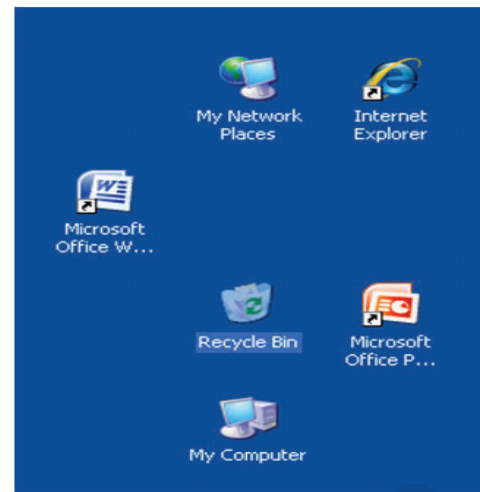 My Network
Places
Internet
Explorer
Microsoft
Office W...
Recycle Bin
Microsoft
Office P...
My Computer